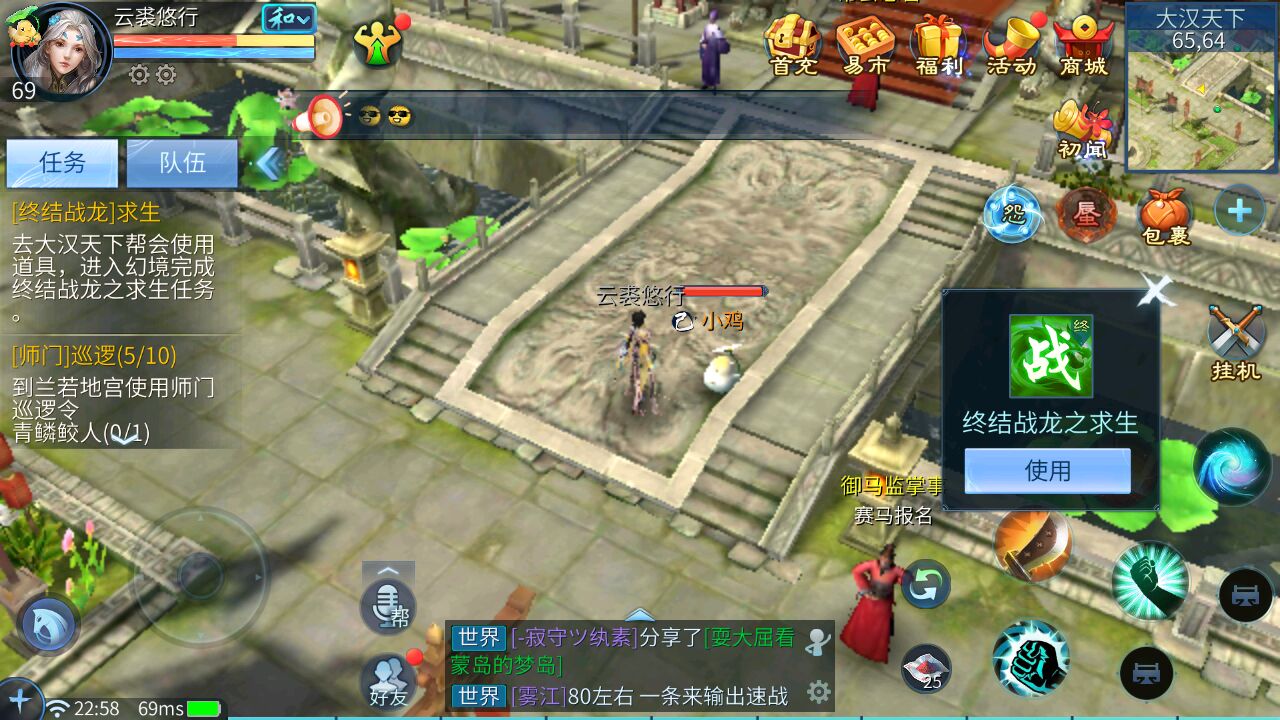 云裘悠行
和
69
首充
易市
福利
活动
商城
大汉天下
65,64
初闻
任务
队伍
怨
蜃
包裹
[终结战龙]求生
去大汉天下帮会使用
道具，进入幻境完成
终结战龙之求生任务
。
[师门]巡逻(5/10)
到兰若地宫使用师门
巡逻令
青鳞鲛人(0/1)
云裘悠行
小鸡
终
战
终结战龙之求生
使用
挂机
御马监掌事
赛马报名
帮
好友
世界 [-寂守ツ纨素]分享了[耍大屈看
蒙岛的梦岛]
世界 [雾江]80左右 一条来输出速战
25
22:58 69ms